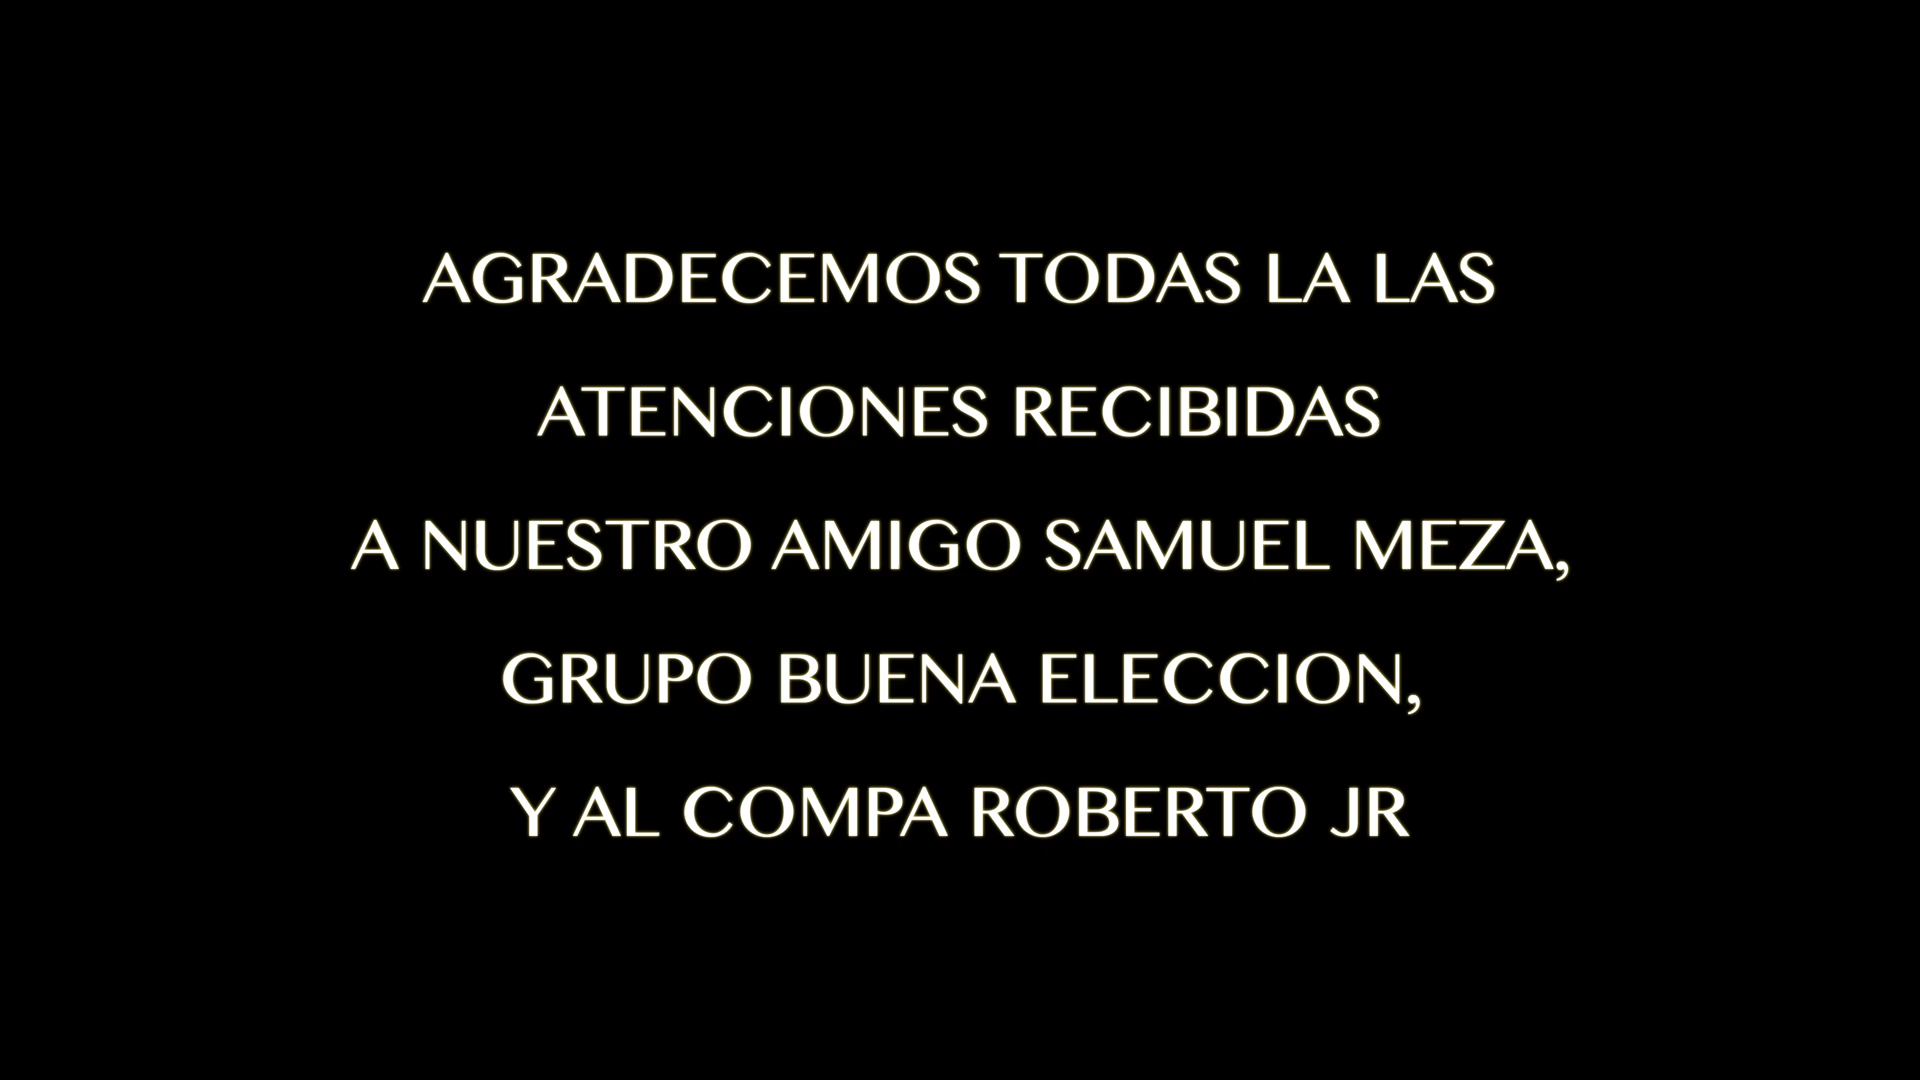 AGRADECEMOS TODAS LA LAS
ATENCIONES RECIBIDAS
A NUESTRO AMIGO SAMUEL MEZA,
GRUPO BUENA ELECCION,
Y AL COMPA ROBERTO JR